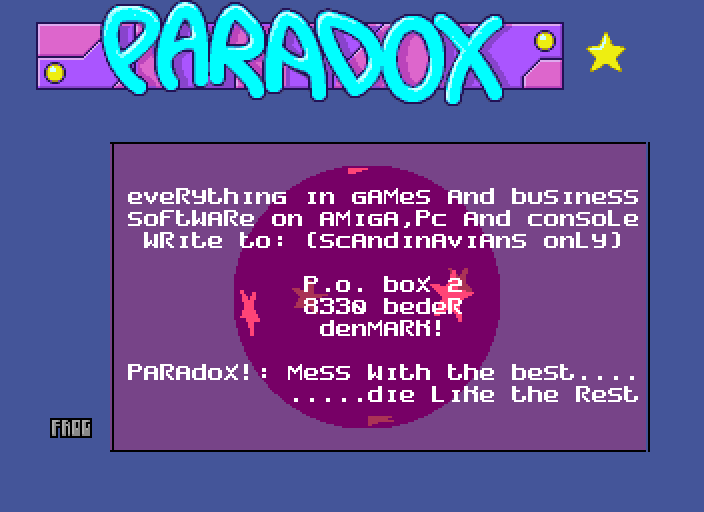 PARADOX
eveRYthInG In GAMeS And buSIneSS
SoFtWARe on AMIGA,Pc And conSoLe
WRIte to: (ScAndInAvIAnS onLY)
P.o. boX 2
8330 bedeR
denMARK!
PARAdoX!: MeSS WIth the beSt....
.....dIe LIKe the ReSt
FROG